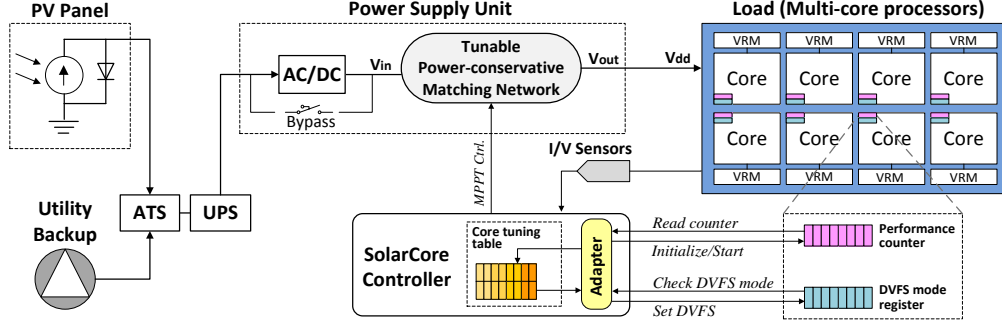 PV Panel
Power Supply Unit
Load (Multi-core processors)
AC/DC
Vin
Bypass
Tunable
Power-conservative
Matching Network
Vout
Vdd
VRM VRM VRM VRM
Core Core Core Core
Core Core Core Core
VRM VRM VRM VRM
MPPT Ctrl.
I/V Sensors
ATS
UPS
Utility
Backup
SolarCore
Controller
Core tuning
table
Adapter
Read counter
Initialize/Start
Check DVFS mode
Set DVFS
Performance
counter
DVFS mode
register